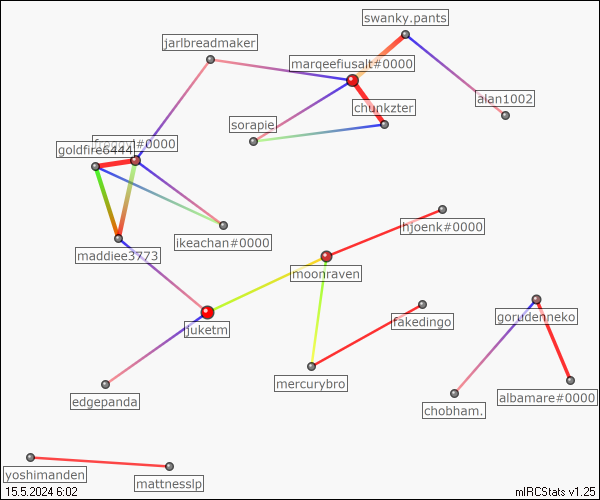 swanky.pants
jarlbreadmaker
marqeefiusalt#0000
alan1002
chunkzter
sorapie
goldfire6444
#0000
ikeachan#0000
hjoenk#0000
maddiee3773
moonraven
gorudenneko
fakedingo
juketm
mercurybro
albamare#0000
edgepanda
chobham.
yoshimanden
mattnesslp
15.5.2024 6:02
mIRCStats v1.25